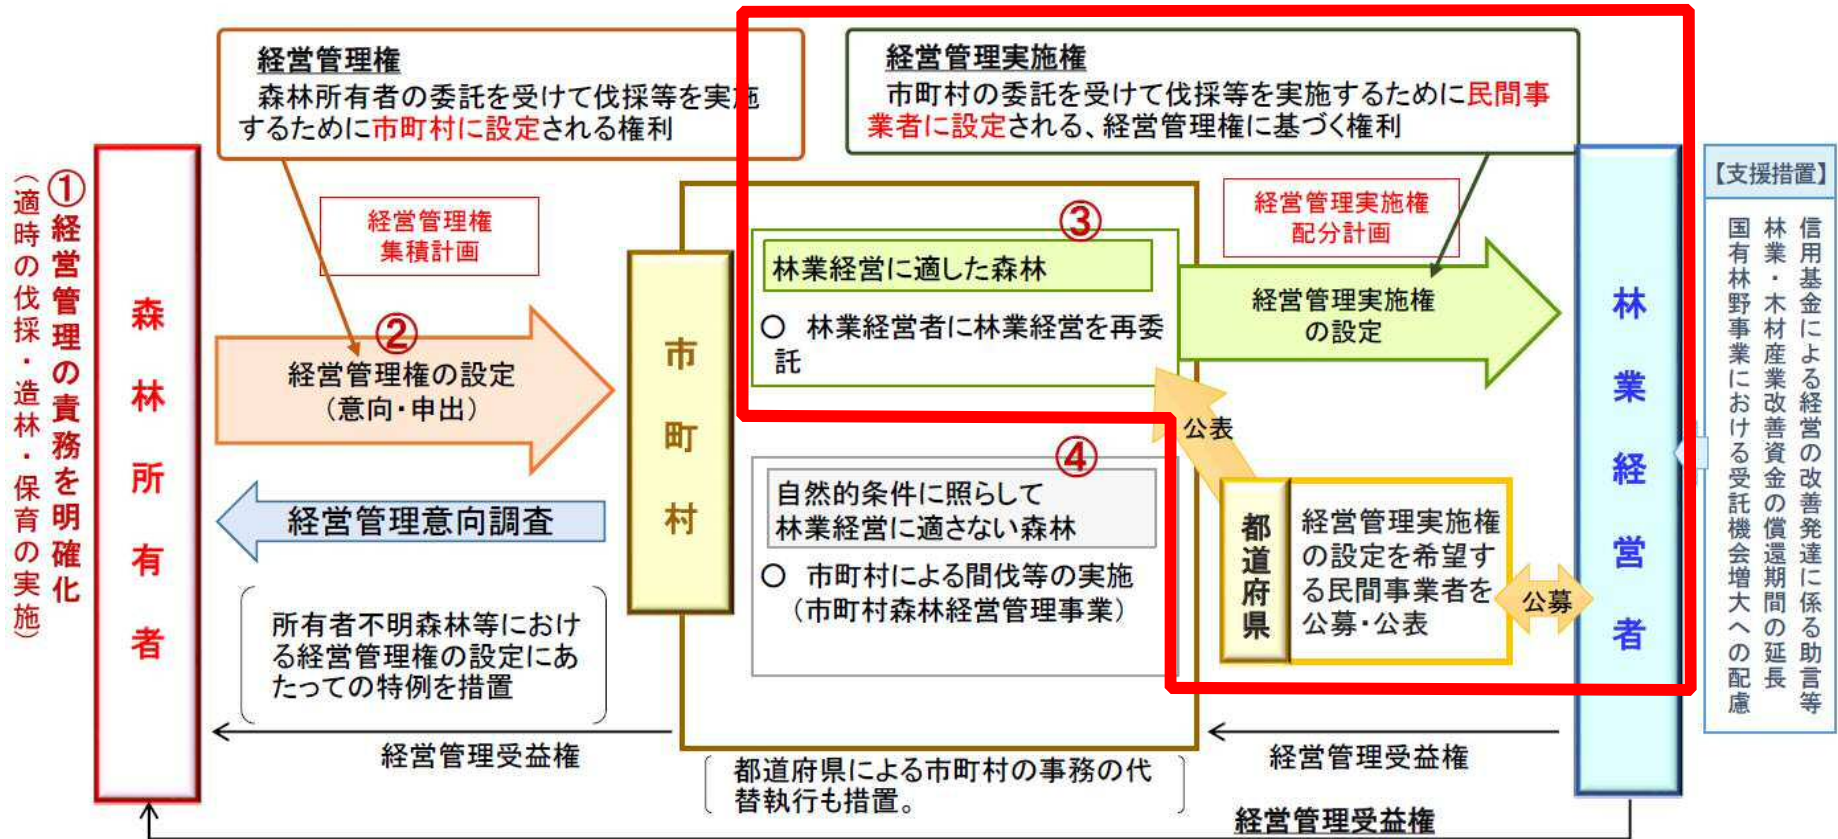 経営管理権
森林所有者の委託を受けて伐採等を実施
するために市町村に設定される権利
経営管理実施権
市町村の委託を受けて伐採等を実施するために民間事
業者に設定される、経営管理権に基づく権利
①経営管理の責務を明確化
（適時の伐採・造林・保育の実施）
森林所有者
経営管理権
集積計画
②
経営管理権の設定
（意向・申出）
経営管理意向調査
所有者不明森林等におけ
る経営管理権の設定にあ
たっての特例を措置
市町村
③
林業経営に適した森林
○ 林業経営者に林業経営を再委
託
④
自然的条件に照らして
林業経営に適さない森林
○ 市町村による間伐等の実施
（市町村森林経営管理事業）
経営管理実施権
配分計画
経営管理実施権
の設定
公表
都道府県
経営管理実施権
の設定を希望す
る民間事業者を
公募・公表
公募
林業経営者
【支援措置】
信用基金による経営の改善発達に係る助言等
林業・木材産業改善資金の償還期間の延長
国有林野事業における受託機会増大への配慮
経営管理受益権
都道府県による市町村の事務の代
替執行も措置。
経営管理受益権
経営管理受益権